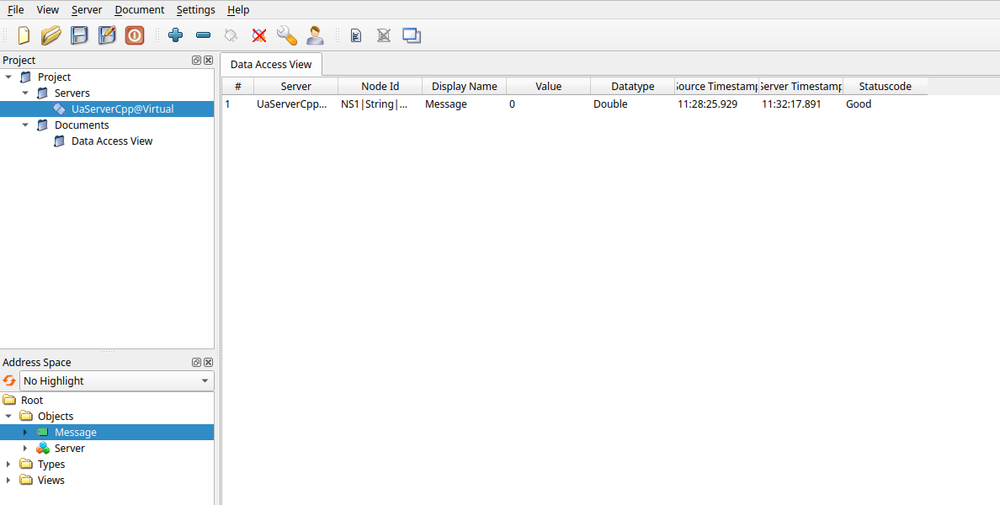 File View Server Document Settings Help
Project
Project
Servers
UaServerCpp@Virtual
Documents
Data Access View
Address Space
No Highlight
Root
Objects
Message
Server
Types
Views
Data Access View
# Server Node Id Display Name Value Datatype Source Timestamp Server Timestamp Statuscode
1 UaServerCpp... NS1|String|... Message 0 Double 11:28:25.929 11:32:17.891 Good